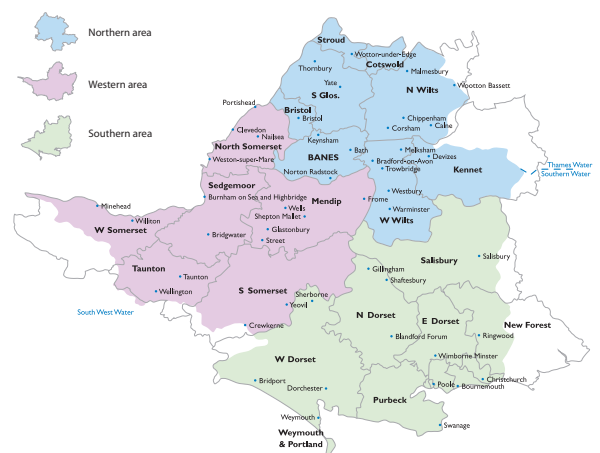 Northern area
Western area
Southern area
Stroud
Wotton-under-Edge
Cotswold
Thornbury
Malmesbury
Yate
S Glos.
N Wilts
Wootton Bassett
Portishead
Bristol
Bristol
Chippenham
Calne
Corsham
Clevedon
Nailsea
North Somerset
Keynsham
Weston-super-Mare
BANES
Bath
Melksham
Devizes
Bradford-on-Avon
Trowbridge
Kennet
Thames Water
Southern Water
Norton Radstock
Sedgemoor
Burnham on Sea and Highbridge
Mendip
Westbury
Frome
Warminster
W Wilts
Minehead
Williton
W Somerset
Wells
Shepton Mallet
Glastonbury
Street
Bridgwater
Salisbury
Salisbury
Taunton
Taunton
Wellington
Gillingham
Shaftesbury
S Somerset
Sherborne
Yeovil
South West Water
Crewkerne
N Dorset
E Dorset
New Forest
Ringwood
Blandford Forum
Wimborne Minster
W Dorset
Bridport
Dorchester
Poole
Bournemouth
Christchurch
Purbeck
Weymouth
Swanage
Weymouth
& Portland